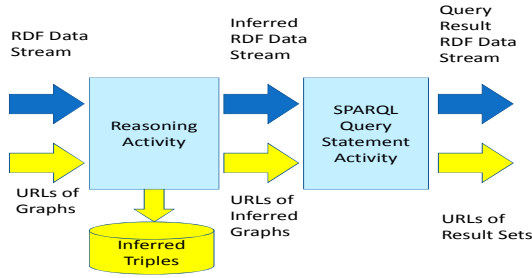 RDF Data
Stream
Inferred
RDF Data
Stream
Query
Result
RDF Data
Stream
Reasoning
Activity
SPARQL
Query
Statement
Activity
URLs of
Graphs
URLs of
Inferred
Graphs
URLs of
Result Sets
Inferred
Triples